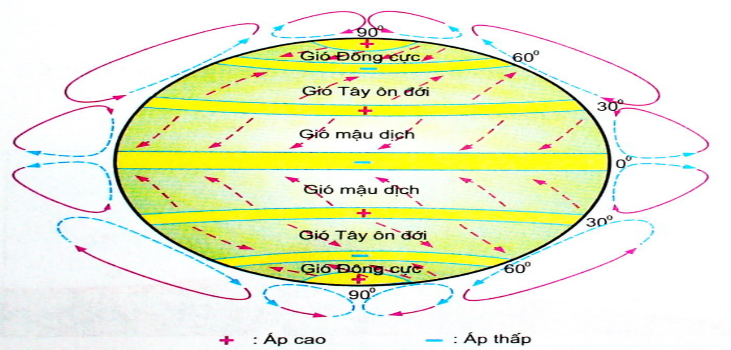 90°
+
Gió Đông cực
60°
−
Gió Tây ôn đới
30°
+
Gió mậu dịch
−
0°
Gió mậu dịch
30°
+
Gió Tây ôn đới
−
60°
Gió Đông cực
+
90°
+ : Áp cao
− : Áp thấp